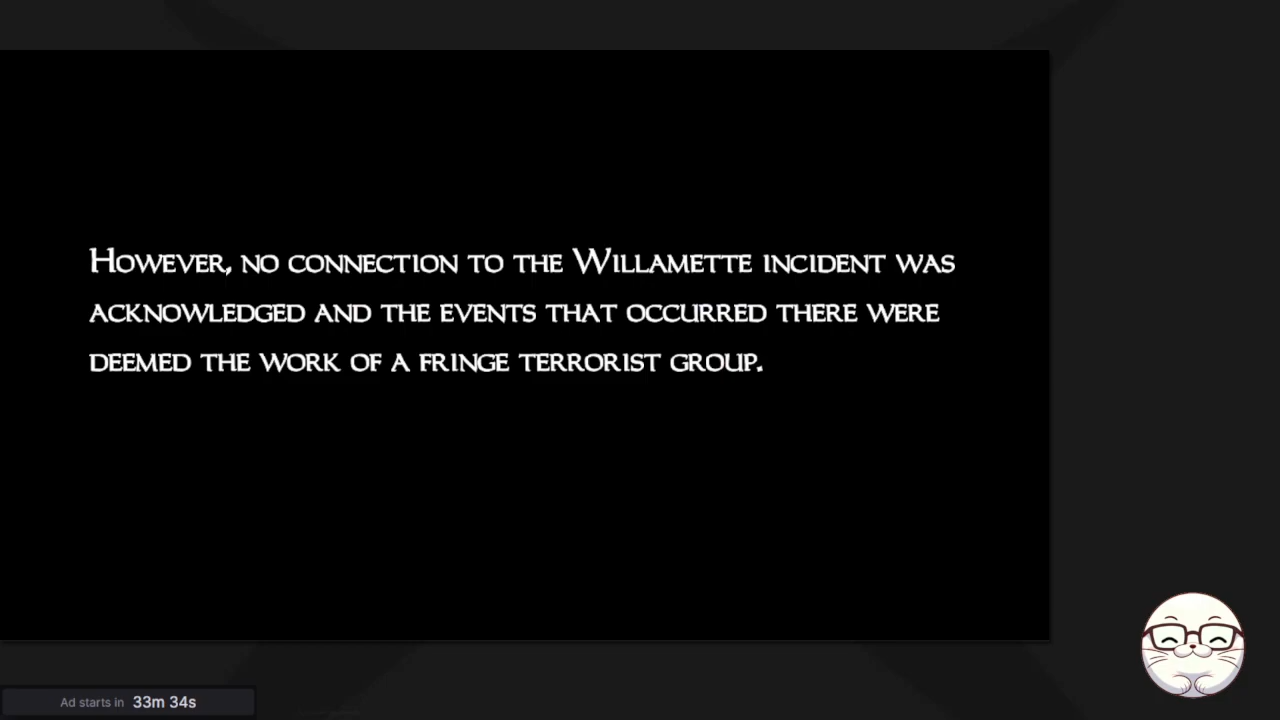 However, no connection to the Willamette incident was
acknowledged and the events that occurred there were
deemed the work of a fringe terrorist group.
Ad starts in 33m 34s